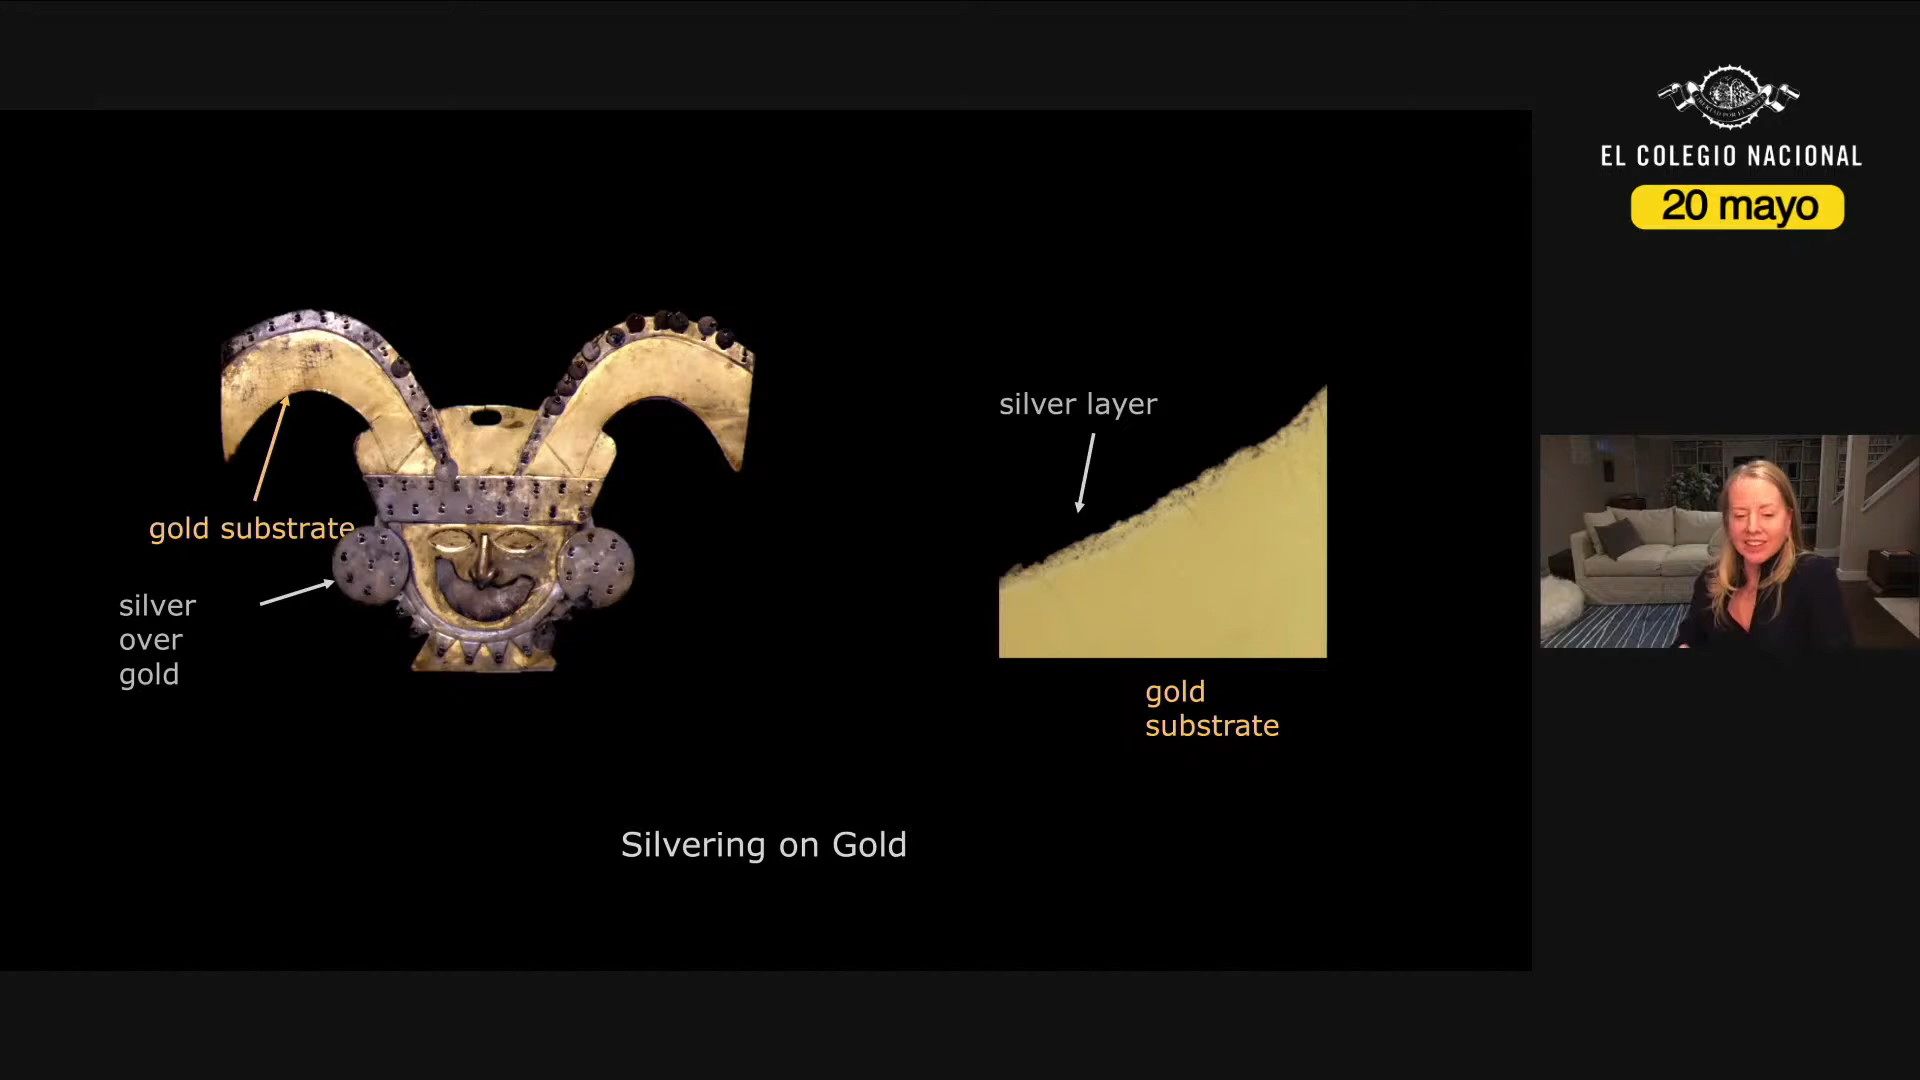 EL COLEGIO NACIONAL
20 mayo
silver layer
gold substrate
silver
over
gold
gold
substrate
Silvering on Gold